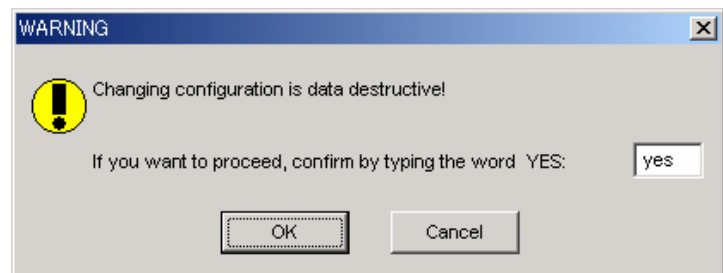 WARNING
Changing configuration is data destructive!
If you want to proceed, confirm by typing the word YES: yes
OK Cancel